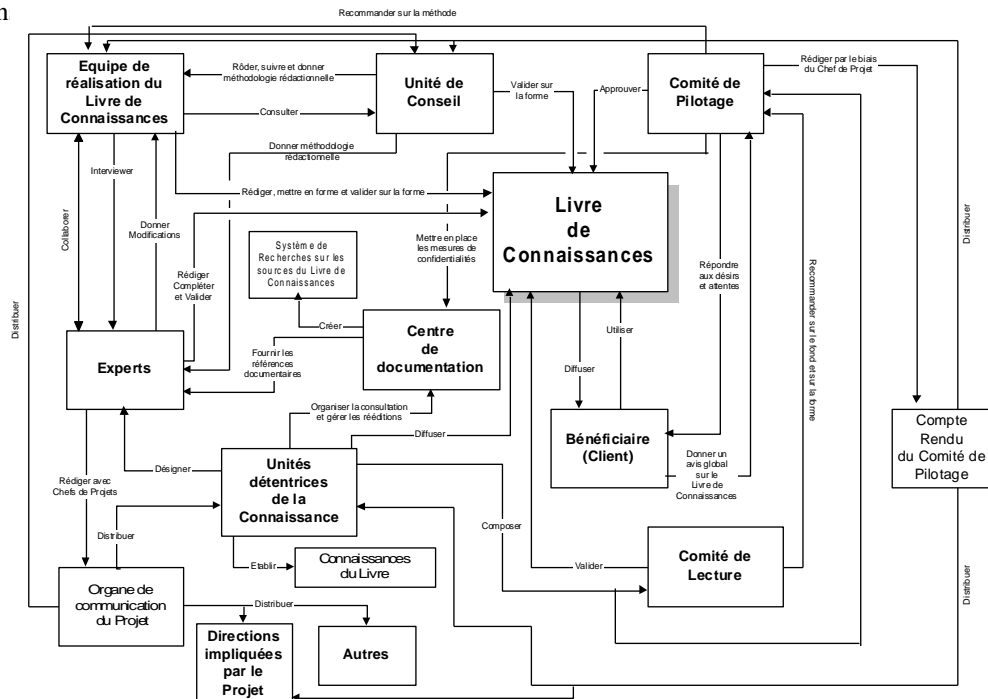 m
Recommander sur la méthode
Equipe de
réalisation du
Livre de
Connaissances
Rôder, suivre et donner
méthodologie rédactionnelle
Consulter
Unité de
Conseil
Valider sur
la forme
Approuver
Comité de
Pilotage
Rédiger par le biais
du Chef de Projet
Donner méthodologie
rédactionnelle
Interviewer
Collaborer
Donner
Modifications
Rédiger, mettre en forme et valider sur la forme
Livre
de
Connaissances
Système de
Recherches sur les
sources du Livre de
Connaissances
Mettre en place
les mesures de
confidentialités
Rédiger
Compléter
et Valider
Répondre
aux désirs
et attentes
Recommander sur le fond et sur la forme
Distribuer
Distribuer
Créer
Centre
de
documentation
Utiliser
Experts
Fournir les
références
documentaires
Diffuser
Organiser la consultation
et gérer les rééditions
Bénéficiaire
(Client)
Compte
Rendu
du Comité de
Pilotage
Diffuser
Donner un
avis global
sur le
Livre de
Connaissances
Désigner
Unités
détentrices
de la
Connaissance
Rédiger avec
Chefs de Projets
Distribuer
Composer
Etablir
Connaissances
du Livre
Valider
Comité de
Lecture
Distribuer
Organe de
communication
du Projet
Distribuer
Directions
impliquées
par le
Projet
Autres